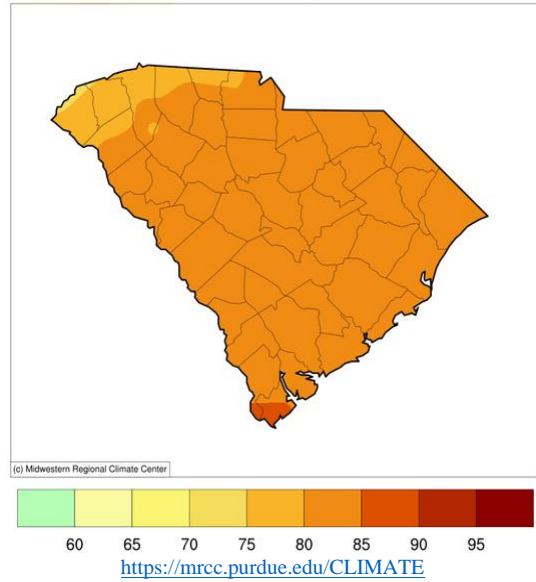 (c) Midwestern Regional Climate Center
60 65 70 75 80 85 90 95
https://mrcc.purdue.edu/CLIMATE